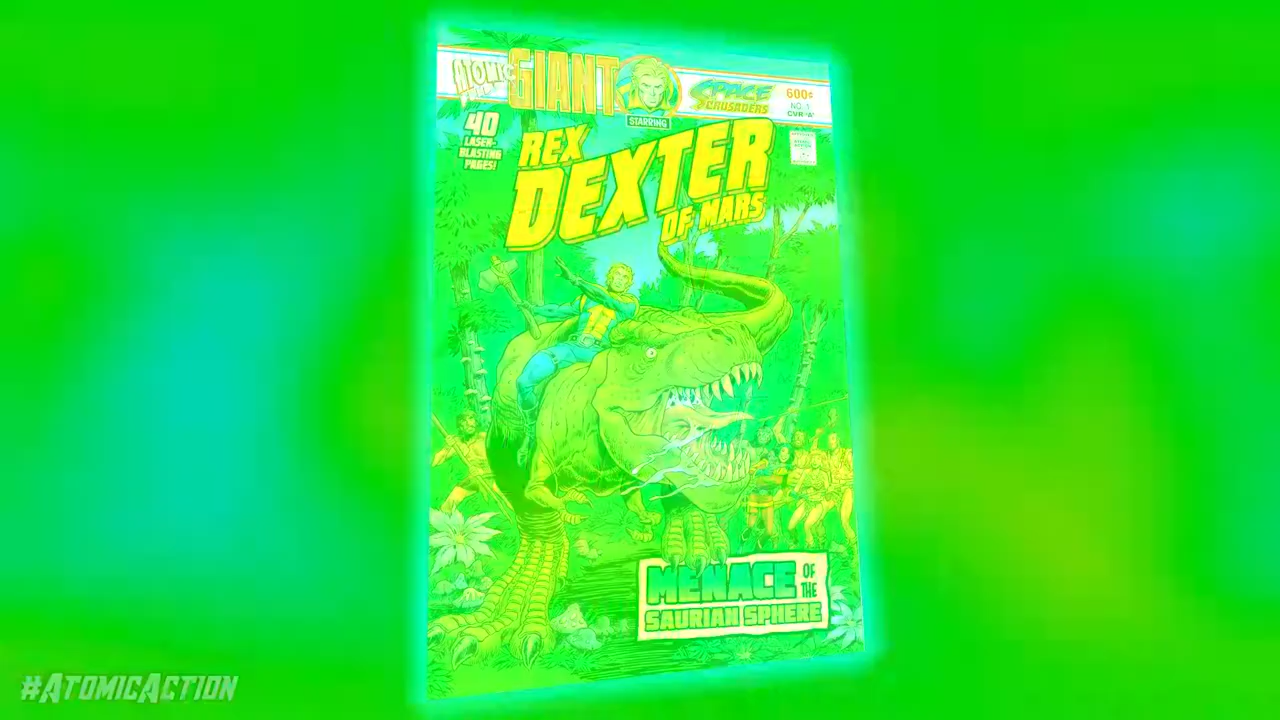 ATOMIC
GIANT
STARRING
SPACE
CRUSADERS
600¢
NO. 1
CVR "A"
40
LASER-
BLASTING
PAGES!
REX
DEXTER
OF MARS
MENACE OF
THE
SAURIAN SPHERE
#ATOMICACTION